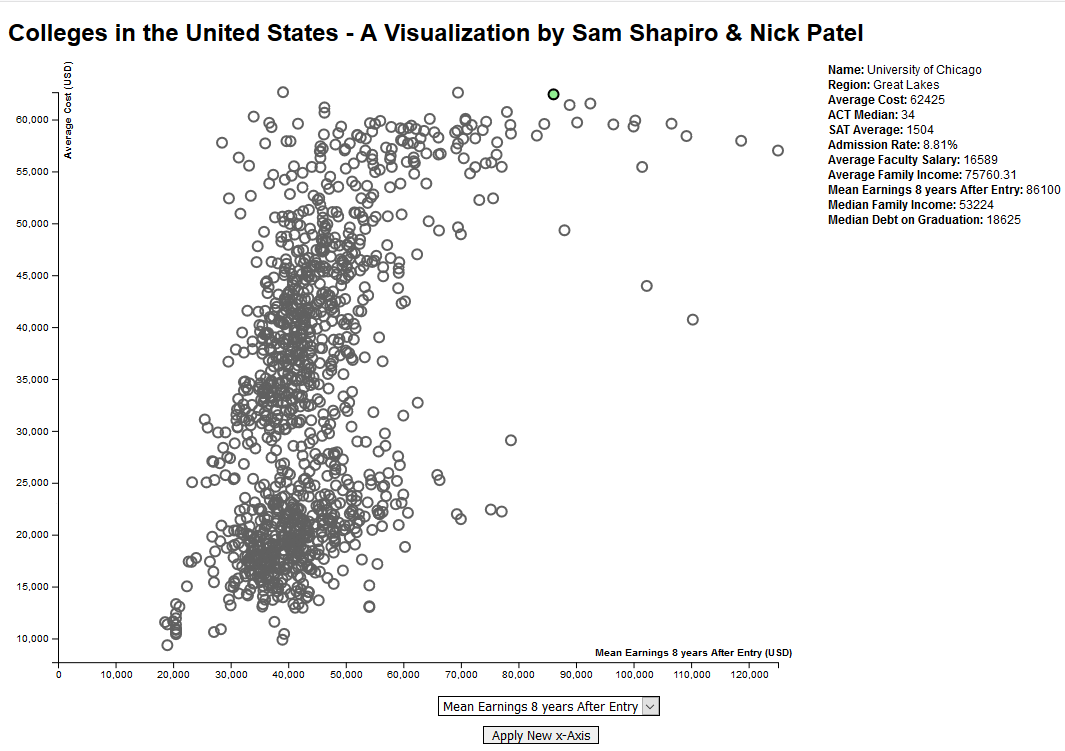 Colleges in the United States - A Visualization by Sam Shapiro & Nick Patel
Average Cost (USD)
60,000
55,000
50,000
45,000
40,000
35,000
30,000
25,000
20,000
15,000
10,000
Mean Earnings 8 years After Entry (USD)
0
10,000
20,000
30,000
40,000
50,000
60,000
70,000
80,000
90,000
100,000
110,000
120,000
Name: University of Chicago
Region: Great Lakes
Average Cost: 62425
ACT Median: 34
SAT Average: 1504
Admission Rate: 8.81%
Average Faculty Salary: 16589
Average Family Income: 75760.31
Mean Earnings 8 years After Entry: 86100
Median Family Income: 53224
Median Debt on Graduation: 18625
Mean Earnings 8 years After Entry
Apply New x-Axis